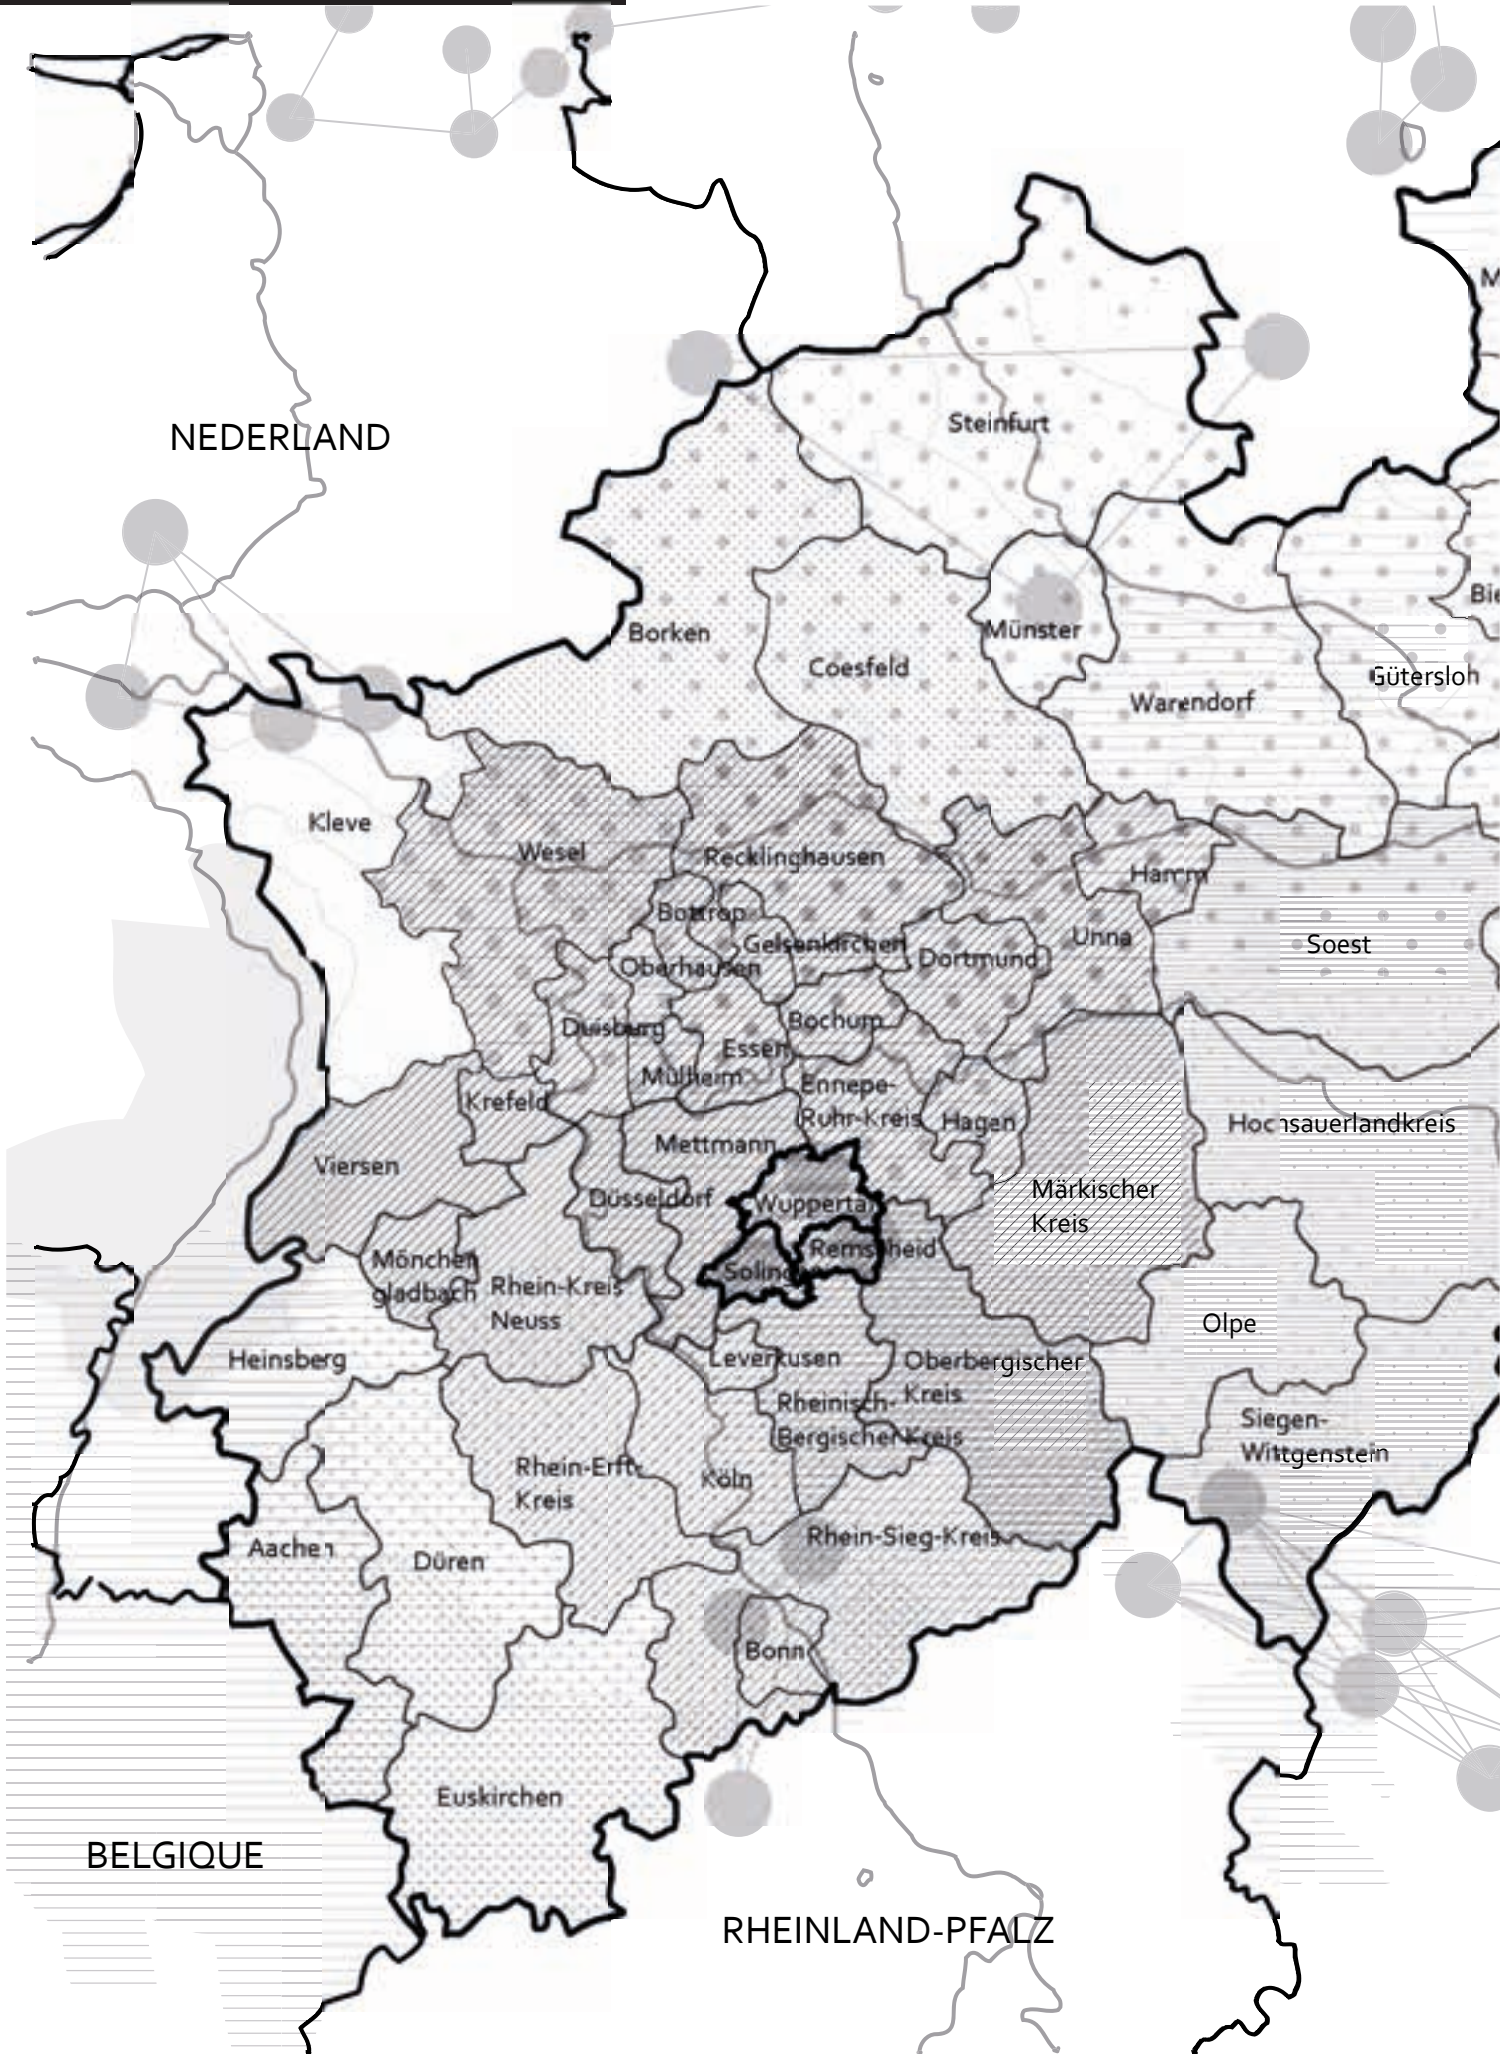 NEDERLAND
Steinfurt
Borken
Münster
Coesfeld
Gütersloh
Warendorf
Kleve
Wesel
Recklinghausen
Hamm
Bottrop
Gelsenkirchen
Unna
Soest
Dortmund
Oberhausen
Duisburg
Bochum
Essen
Mülheim
Ennepe-
Ruhr-Kreis
Krefeld
Hagen
Hochsauerlandkreis
Mettmann
Viersen
Märkischer
Kreis
Düsseldorf
Wuppertal
Remscheid
Mönchen
gladbach
Rhein-Kreis
Neuss
Olpe
Heinsberg
Leverkusen
Oberbergischer
Kreis
Rheinisch-
Bergischer Kreis
Siegen-
Wittgenstein
Rhein-Erft-
Kreis
Köln
Rhein-Sieg-Kreis
Aachen
Düren
Bonn
Euskirchen
BELGIQUE
RHEINLAND-PFALZ